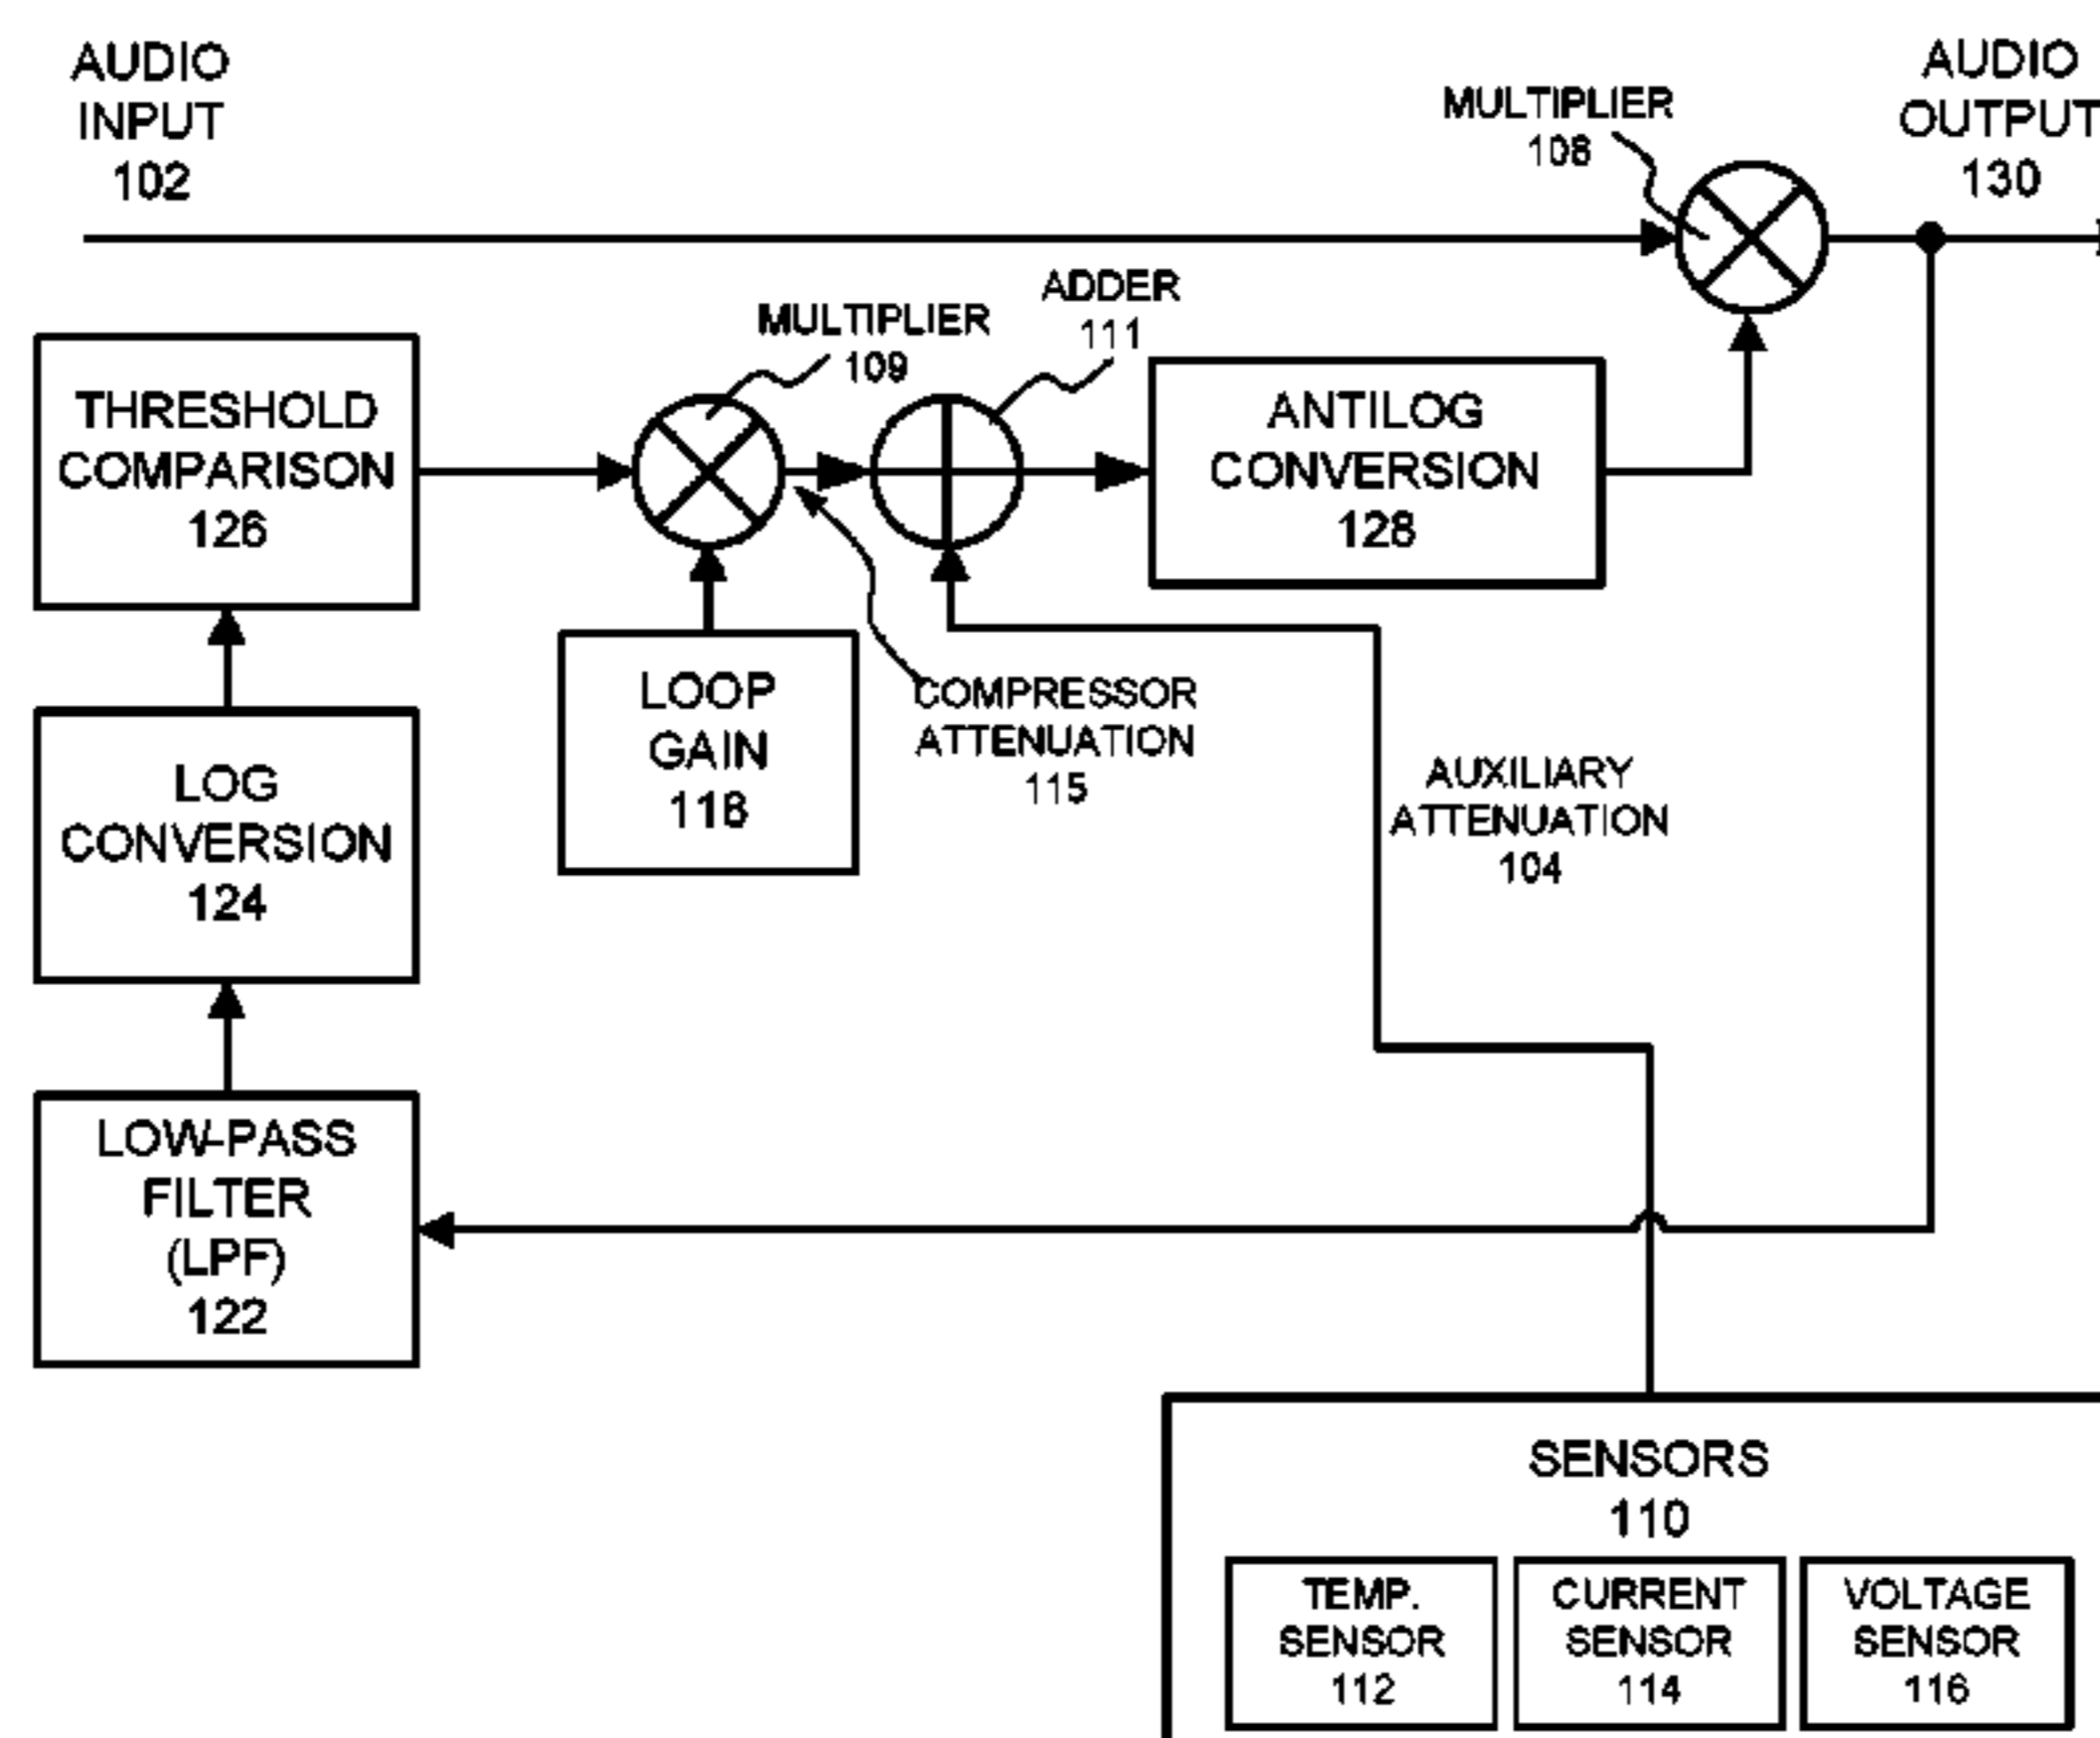 AUDIO
INPUT
102
MULTIPLIER
108
AUDIO
OUTPUT
130
ADDER
111
MULTIPLIER
109
THRESHOLD
COMPARISON
126
ANTILOG
CONVERSION
128
LOOP
GAIN
118
COMPRESSOR
ATTENUATION
115
AUXILIARY
ATTENUATION
104
LOG
CONVERSION
124
LOW-PASS
FILTER
(LPF)
122
SENSORS
110
TEMP.
SENSOR
112
CURRENT
SENSOR
114
VOLTAGE
SENSOR
116